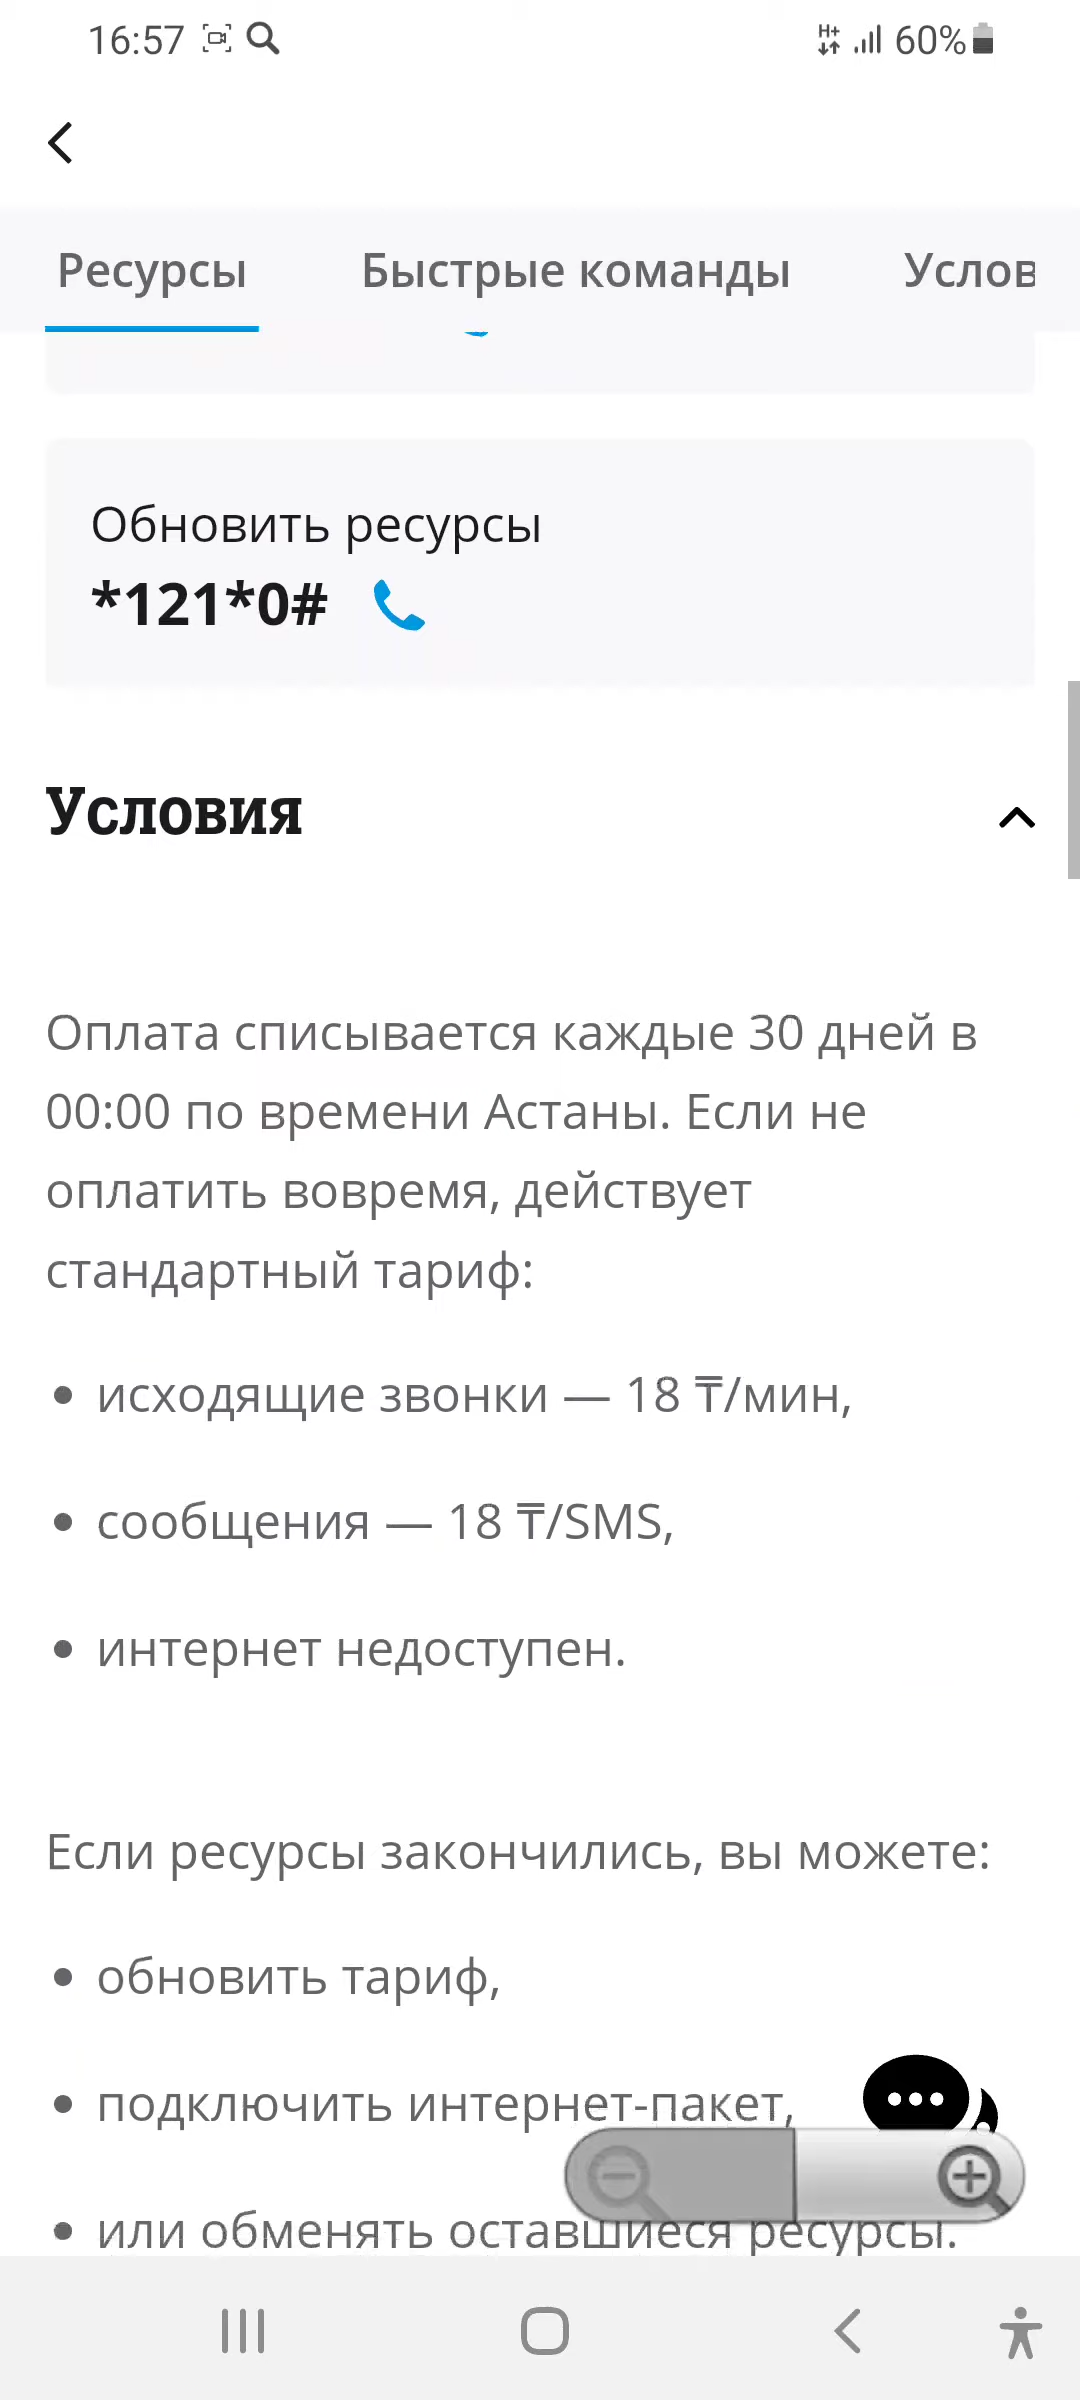 16:57
H+
60%
Ресурсы
Быстрые команды
Услов
Обновить ресурсы
*121*0#
Условия
Оплата списывается каждые 30 дней в
00:00 по времени Астаны. Если не
оплатить вовремя, действует
стандартный тариф:
исходящие звонки — 18 ₸/мин,
сообщения — 18 ₸/SMS,
интернет недоступен.
Если ресурсы закончились, вы можете:
обновить тариф,
подключить интернет-пакет,
или обменять оставшиеся ресурсы.